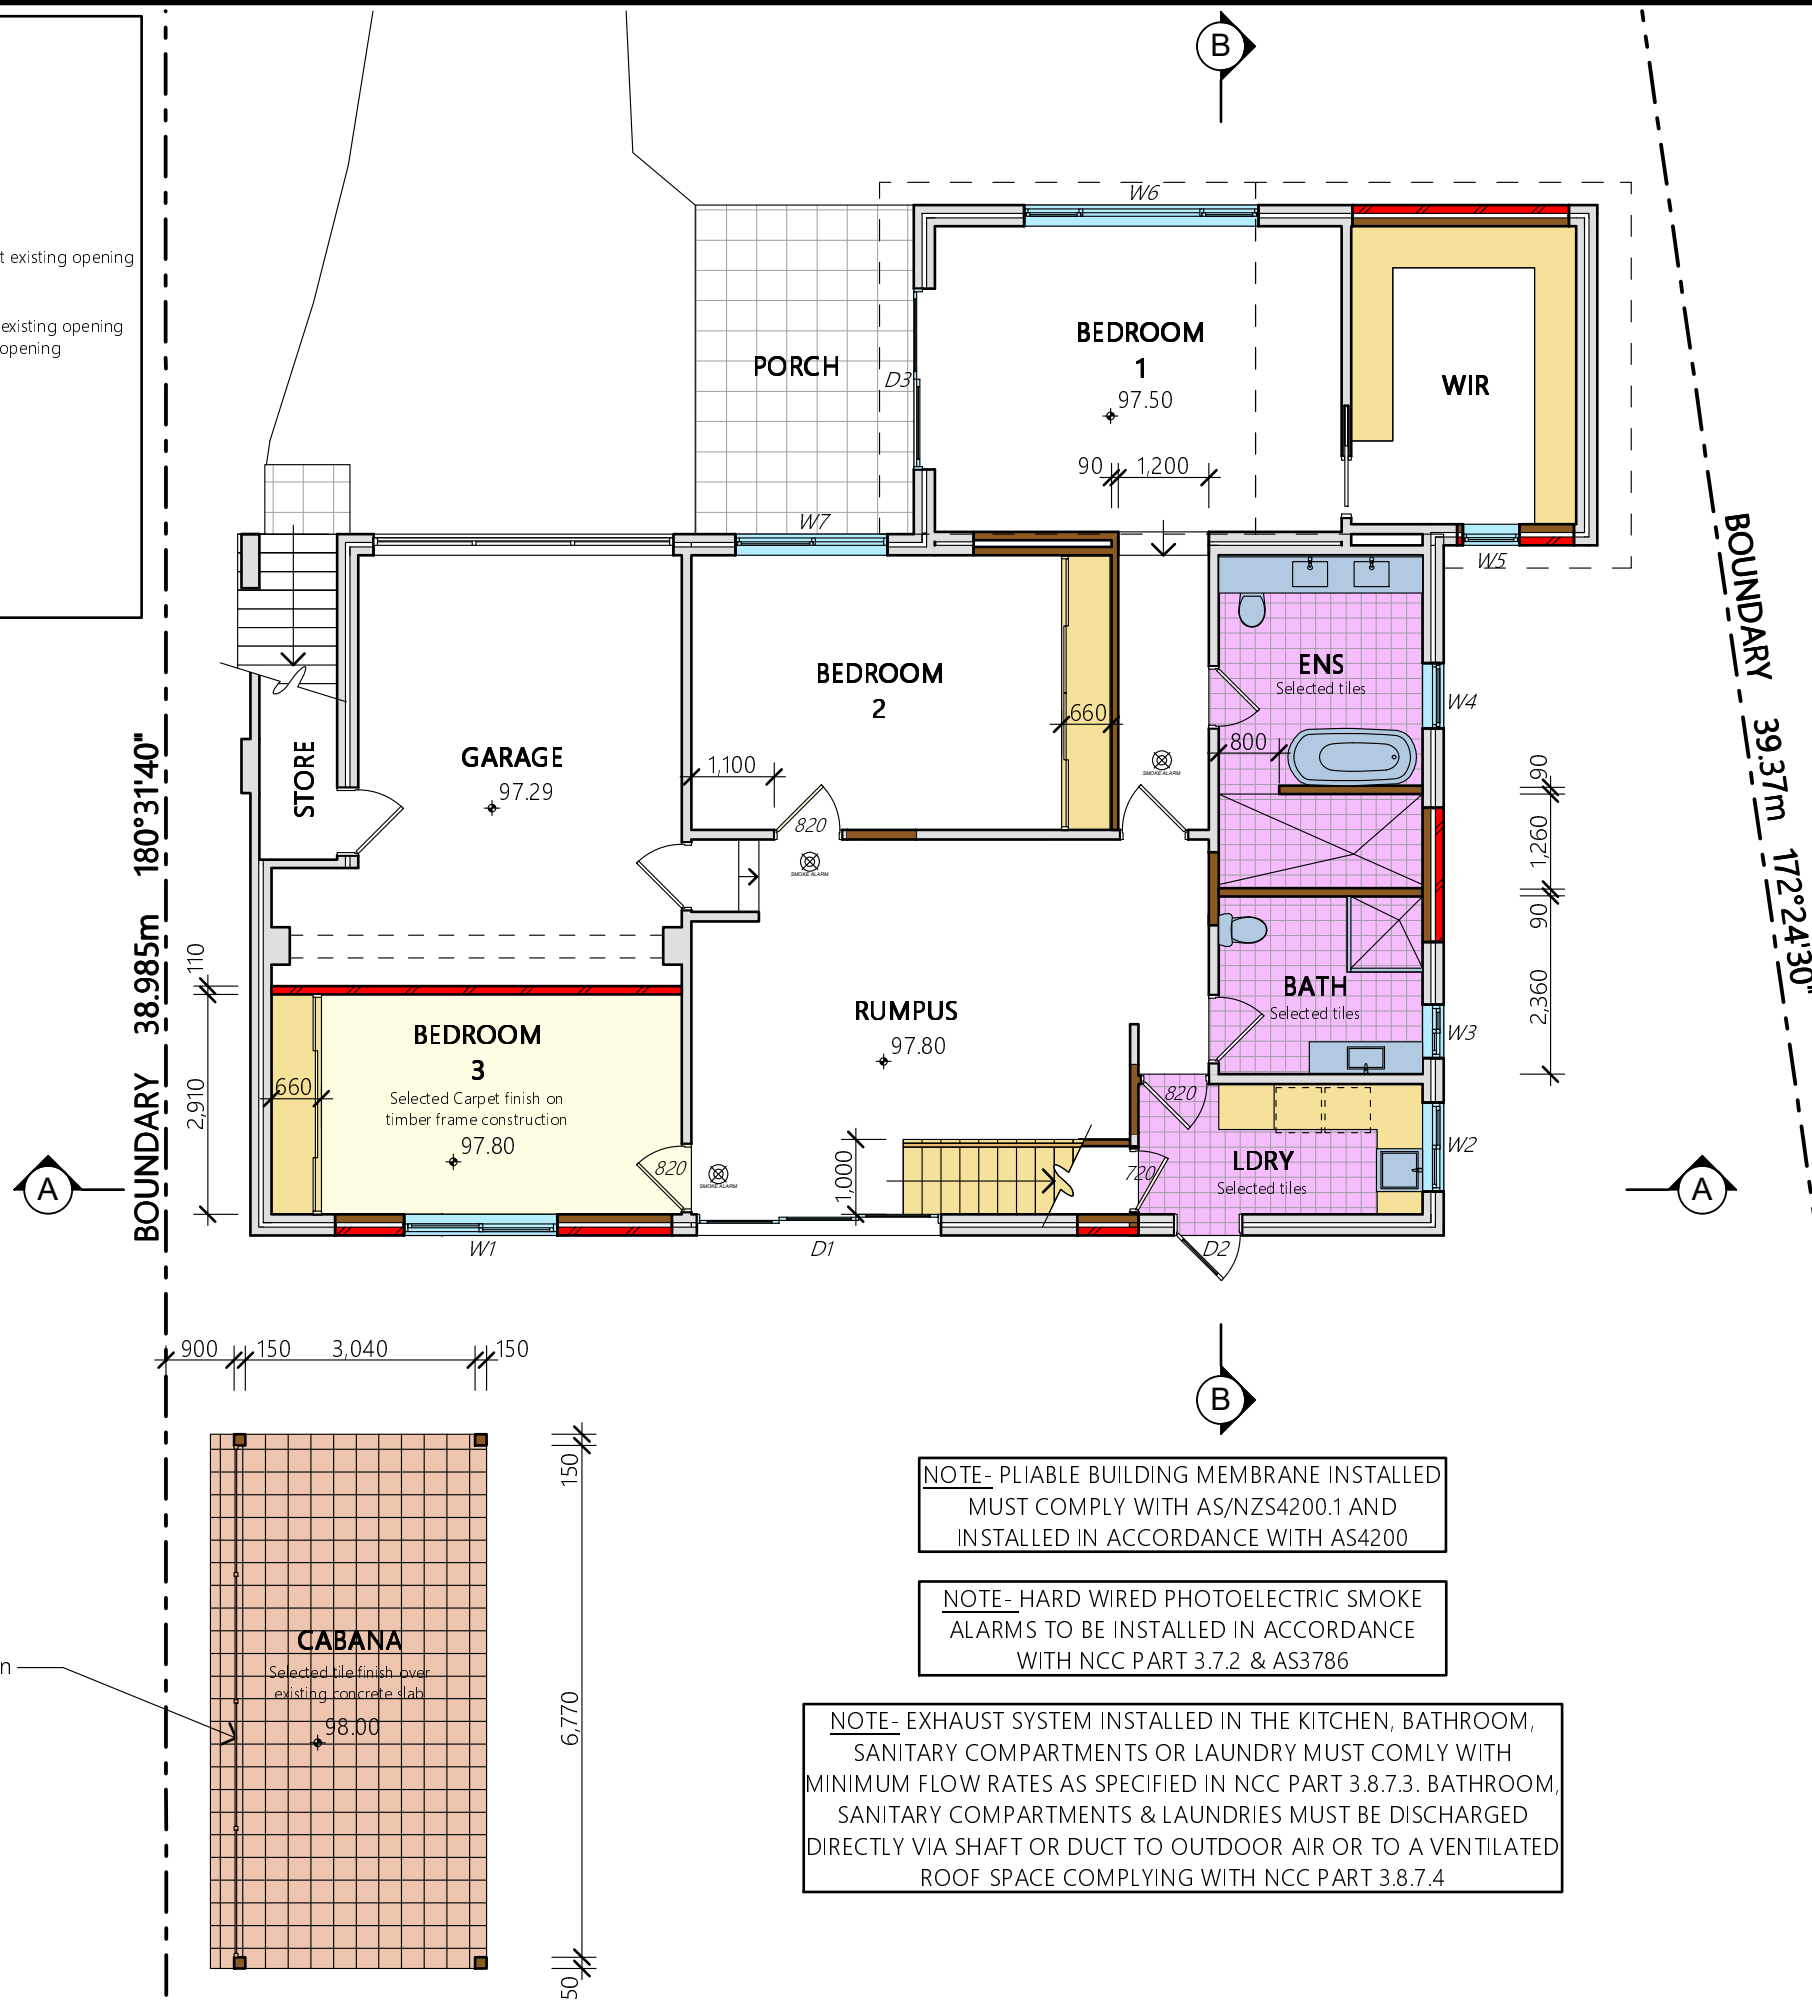 B
t existing opening
existing opening
opening
W6
BEDROOM
1
97.50
PORCH
D3
WIR
90
1,200
W7
W5
BOUNDARY 39.37m 172°24'30"
BOUNDARY 38.985m 180°31'40"
STORE
GARAGE
97.29
BEDROOM
2
660
1,100
820
SMOKE ALARM
SMOKE ALARM
ENS
Selected tiles
800
W4
90
1,260
90
2,360
110
2,910
BEDROOM
3
Selected Carpet finish on
timber frame construction
97.80
660
820
SMOKE ALARM
RUMPUS
97.80
BATH
Selected tiles
W3
820
1,000
720
LDRY
Selected tiles
W2
A
A
W1
D1
D2
900
150
3,040
150
B
150
6,770
50
CABANA
Selected tile finish over
existing concrete slab
98.00
n
NOTE- PLIABLE BUILDING MEMBRANE INSTALLED
MUST COMPLY WITH AS/NZS4200.1 AND
INSTALLED IN ACCORDANCE WITH AS4200
NOTE- HARD WIRED PHOTOELECTRIC SMOKE
ALARMS TO BE INSTALLED IN ACCORDANCE
WITH NCC PART 3.7.2 & AS3786
NOTE- EXHAUST SYSTEM INSTALLED IN THE KITCHEN, BATHROOM,
SANITARY COMPARTMENTS OR LAUNDRY MUST COMLY WITH
MINIMUM FLOW RATES AS SPECIFIED IN NCC PART 3.8.7.3. BATHROOM,
SANITARY COMPARTMENTS & LAUNDRIES MUST BE DISCHARGED
DIRECTLY VIA SHAFT OR DUCT TO OUTDOOR AIR OR TO A VENTILATED
ROOF SPACE COMPLYING WITH NCC PART 3.8.7.4